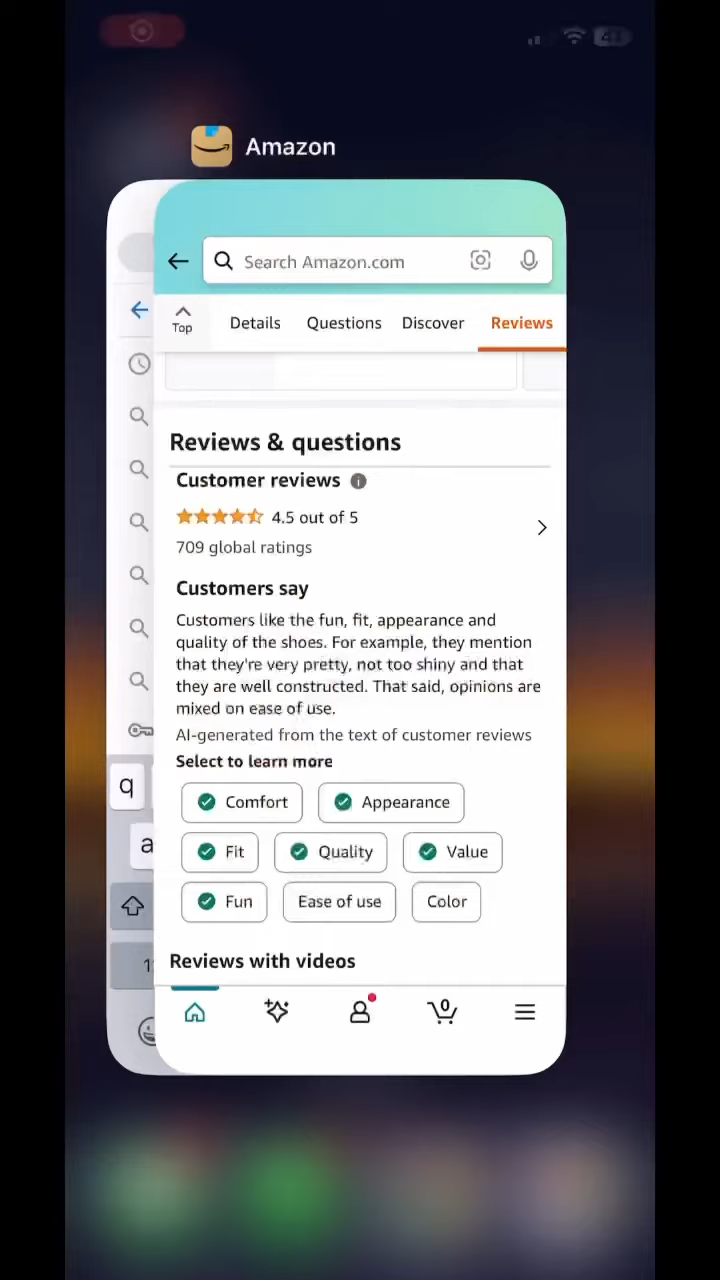 Amazon
Search Amazon.com
Top
Details
Questions
Discover
Reviews
Reviews & questions
Customer reviews
4.5 out of 5
709 global ratings
Customers say
Customers like the fun, fit, appearance and
quality of the shoes. For example, they mention
that they're very pretty, not too shiny and that
they are well constructed. That said, opinions are
mixed on ease of use.
AI-generated from the text of customer reviews
Select to learn more
Comfort
Appearance
Fit
Quality
Value
Fun
Ease of use
Color
Reviews with videos
0
q
a